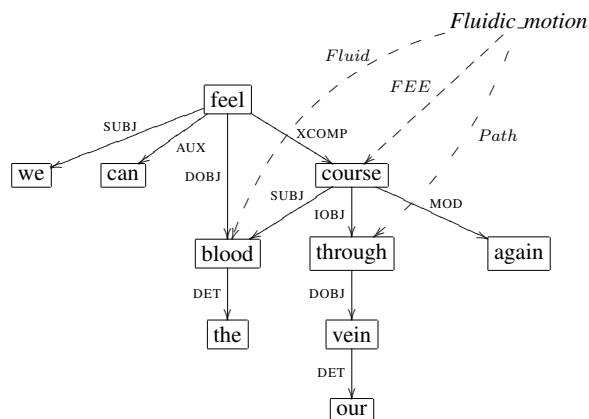 Fluidic_motion
Fluid
FEE
feel
Path
SUBJ
XCOMP
AUX
we
can
DOBJ
course
SUBJ
IOBJ
MOD
blood
through
again
DET
DOBJ
the
vein
DET
our